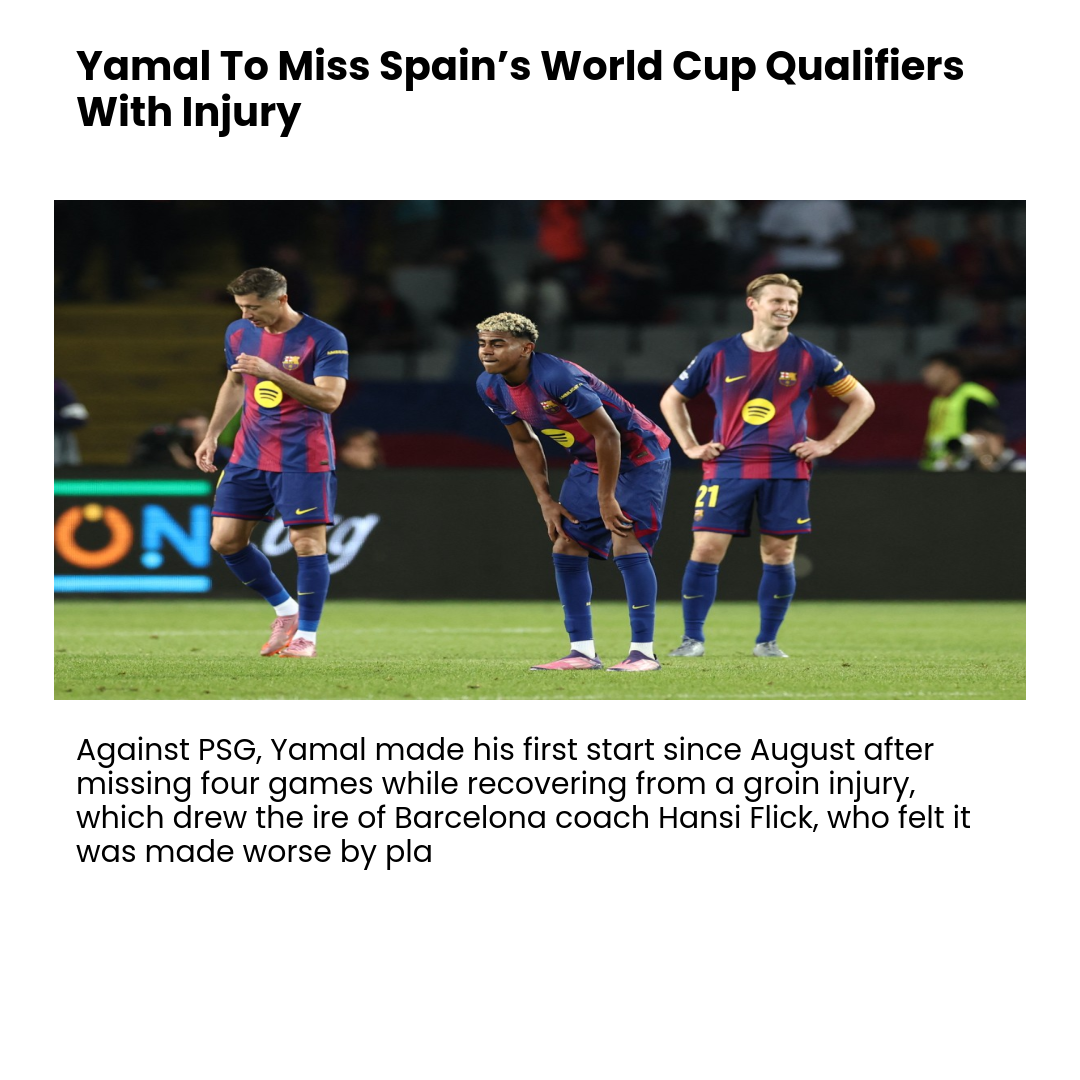 Yamal To Miss Spain’s World Cup Qualifiers
With Injury
ON
org
21
Against PSG, Yamal made his first start since August after
missing four games while recovering from a groin injury,
which drew the ire of Barcelona coach Hansi Flick, who felt it
was made worse by pla